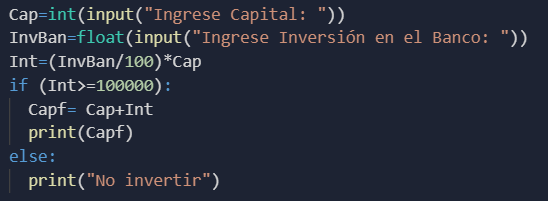 Cap=int(input("Ingrese Capital: "))
InvBan=float(input("Ingrese Inversión en el Banco: "))
Int=(InvBan/100)*Cap
if (Int>=100000):
  Capf= Cap+Int
  print(Capf)
else:
  print("No invertir")